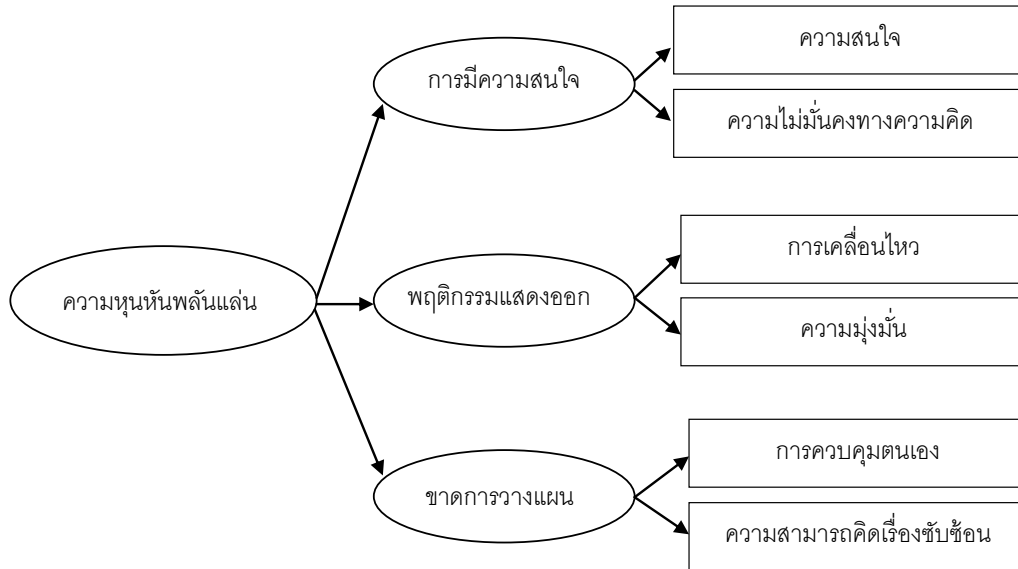 ความสนใจ
การมีความสนใจ
ความไม่มั่นคงทางความคิด
การเคลื่อนไหว
ความหุนหันพลันแล่น
พฤติกรรมแสดงออก
ความมุ่งมั่น
การควบคุมตนเอง
ขาดการวางแผน
ความสามารถคิดเรื่องซับซ้อน